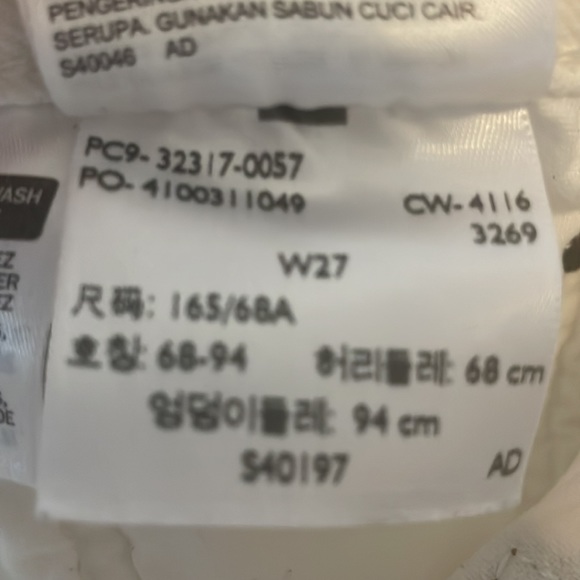 SERUPA. GUNAKAN SABUN CUCI CAIR
S40046 AD
PC9-32317-0057
PO-4100311049
CW-4116
3269
W27
尺码: 165/68A
호칭: 68-94 허리둘레: 68 cm
엉덩이둘레: 94 cm
S40197 AD